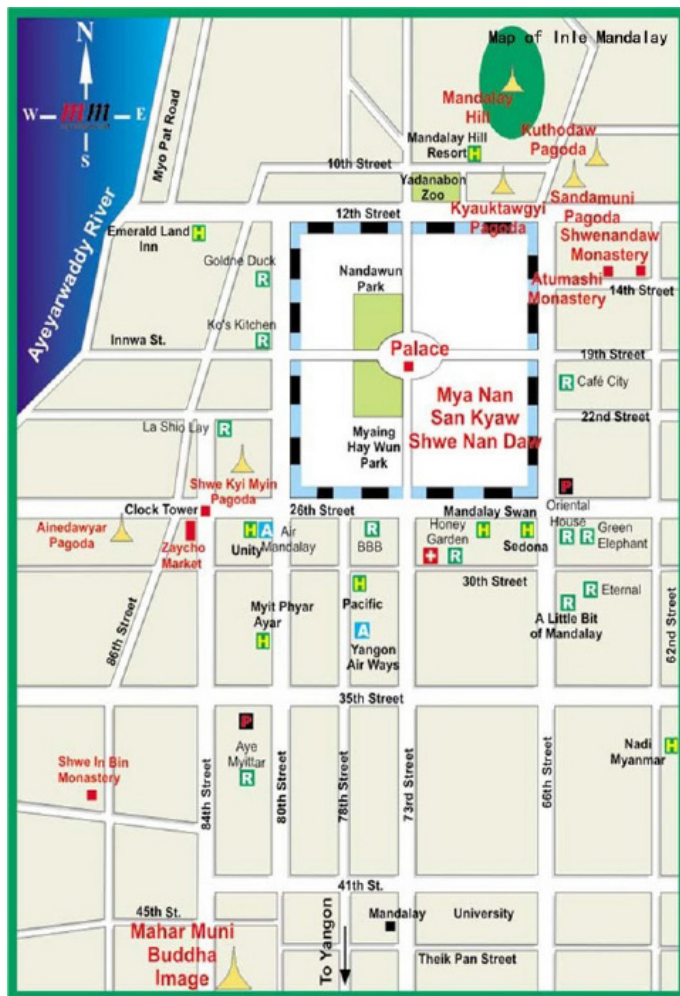 Map of Inle Mandalay
N
W
mm
E
S
Myo Pat Road
Ayeyarwaddy River
Mandalay
Hill
Kuthodaw
Pagoda
Mandalay Hill
Resort
H
10th Street
Yadanabon
Zoo
Kyauktawgyi
Pagoda
Sandamuni
Pagoda
12th Street
Emerald Land
Inn
H
Shwenandaw
Monastery
Goldne Duck
R
Nandawun
Park
Atumashi
Monastery
14th Street
Ko's Kitchen
R
Innwa St.
Palace
19th Street
R
Café City
Mya Nan
San Kyaw
Shwe Nan Daw
22nd Street
La Shio Lay
R
Myaing
Hay Wun
Park
Shwe Kyi Myin
Pagoda
P
Clock Tower
26th Street
Mandalay Swan
Oriental
House
Ainedawyar
Pagoda
Zaycho
Market
H
A
Unity
Air
Mandalay
R
BBB
Honey
Garden
R
H
H
Sedona
R
R
Green
Elephant
30th Street
86th Street
Myit Phyar
Ayar
H
H
Pacific
A
Yangon
Air Ways
R
Eternal
R
A Little Bit
of Mandalay
62nd Street
35th Street
P
Aye
Myittar
R
Shwe In Bin
Monastery
84th Street
80th Street
78th Street
73rd Street
66th Street
Nadi
Myanmar
H
41th St.
45th St.
Mandalay
University
Mahar Muni
Buddha
Image
To Yangon
Theik Pan Street